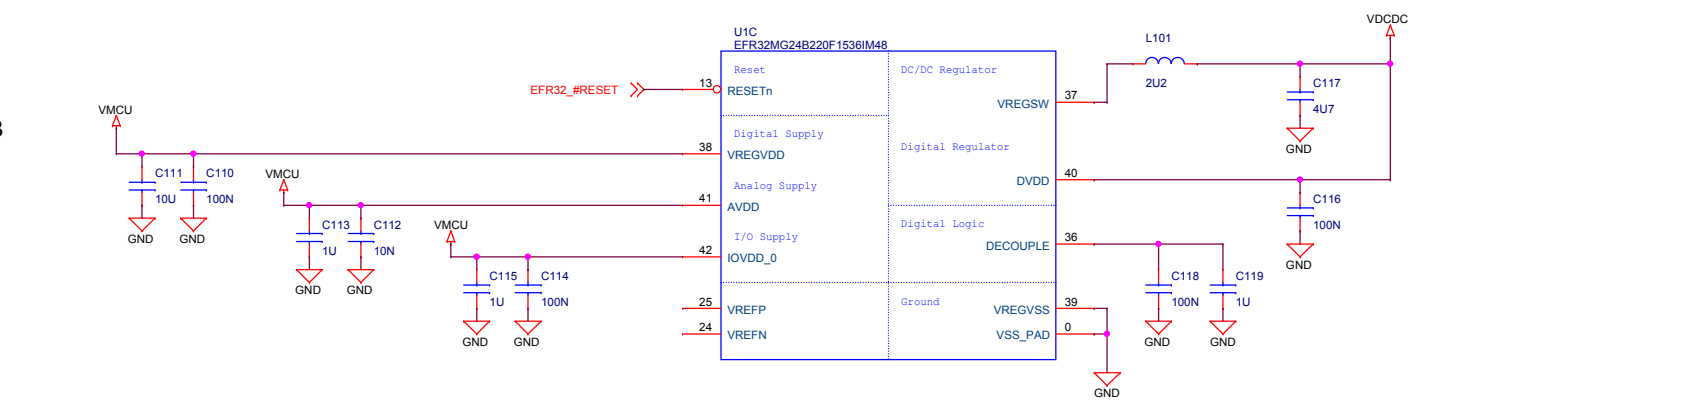 VDCDC
U1C
EFR32MG24B220F1536IM48
L101
2U2
Reset
DC/DC Regulator
EFR32_#RESET
13
RESETn
37
VREGSW
C117
4U7
GND
VMCU
Digital Supply
Digital Regulator
38
VREGVDD
C111
10U
C110
100N
GND
GND
VMCU
Analog Supply
41
AVDD
40
DVDD
C116
100N
GND
C113
1U
C112
10N
GND
GND
VMCU
I/O Supply
42
IOVDD_0
Digital Logic
36
DECOUPLE
C115
1U
C114
100N
GND
GND
C118
100N
C119
1U
GND
GND
25
VREFP
24
VREFN
Ground
39
VREGVSS
0
VSS_PAD
GND